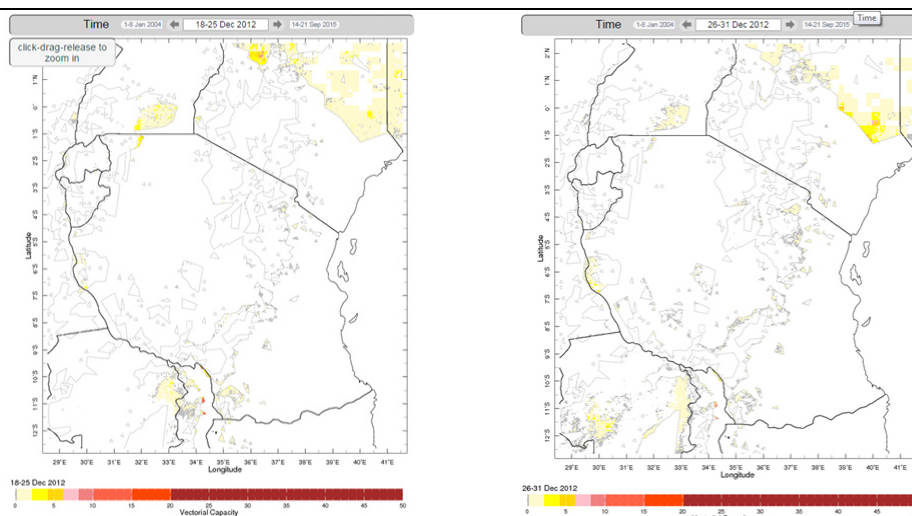 Time 1-8 Jan 2004 18-25 Dec 2012 14-21 Sep 2015
click-drag-release to
zoom in
1°N
0°
1°S
2°S
3°S
4°S
5°S
6°S
7°S
8°S
9°S
10°S
11°S
12°S
Latitude
29°E 30°E 31°E 32°E 33°E 34°E 35°E 36°E 37°E 38°E 39°E 40°E 41°E
Longitude
18-25 Dec 2012
0 5 10 15 20 25 30 35 40 45 50
Vectorial Capacity
Time 1-8 Jan 2004 26-31 Dec 2012 14-21 Sep 2015
Time
2°N
1°N
0°
1°S
2°S
3°S
4°S
5°S
6°S
7°S
8°S
9°S
10°S
11°S
12°S
Latitude
29°E 30°E 31°E 32°E 33°E 34°E 35°E 36°E 37°E 38°E 39°E 40°E 41°E
Longitude
26-31 Dec 2012
0 5 10 15 20 25 30 35 40 45